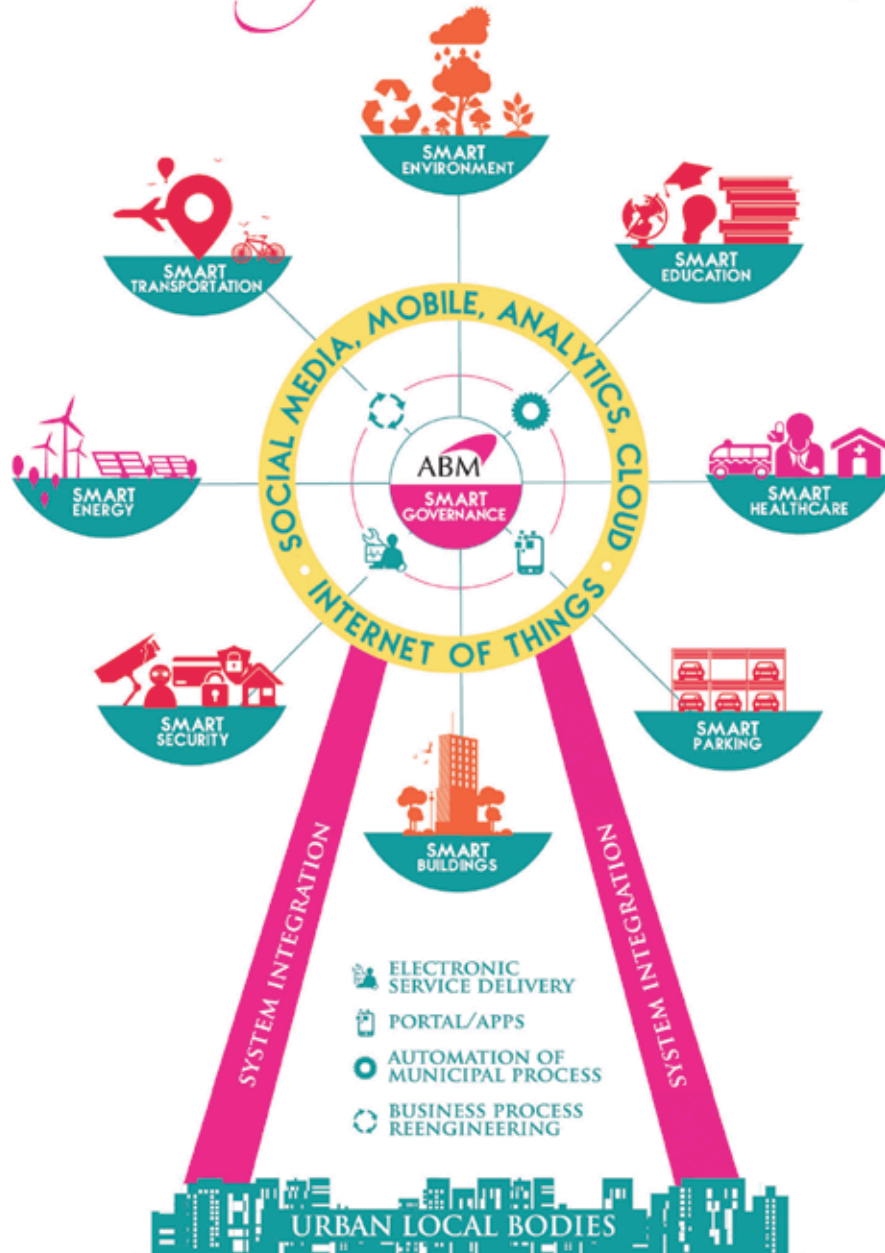 SMART
ENVIRONMENT
SMART
TRANSPORTATION
SMART
EDUCATION
SOCIAL MEDIA, MOBILE, ANALYTICS, CLOUD
ABM
SMART
GOVERNANCE
SMART
ENERGY
SMART
HEALTHCARE
INTERNET OF THINGS
SMART
SECURITY
SMART
PARKING
SMART
BUILDINGS
SYSTEM INTEGRATION
SYSTEM INTEGRATION
ELECTRONIC
SERVICE DELIVERY
PORTAL/APPS
AUTOMATION OF
MUNICIPAL PROCESS
BUSINESS PROCESS
REENGINEERING
URBAN LOCAL BODIES